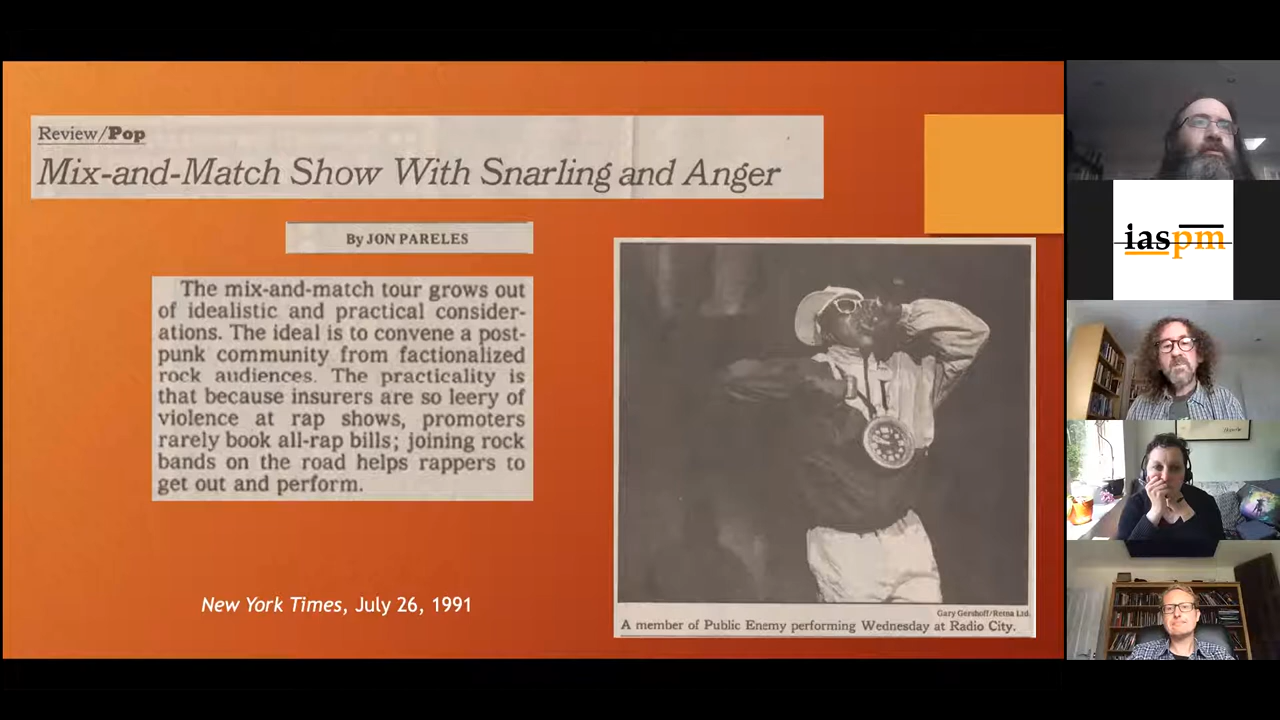 Review/Pop
Mix-and-Match Show With Snarling and Anger
By JON PARELES
The mix-and-match tour grows out
of idealistic and practical consider-
ations. The ideal is to convene a post-
punk community from factionalized
rock audiences. The practicality is
that because insurers are so leery of
violence at rap shows, promoters
rarely book all-rap bills; joining rock
bands on the road helps rappers to
get out and perform.
New York Times, July 26, 1991
Gary Gershoff/Retna Ltd.
A member of Public Enemy performing Wednesday at Radio City.
iaspm